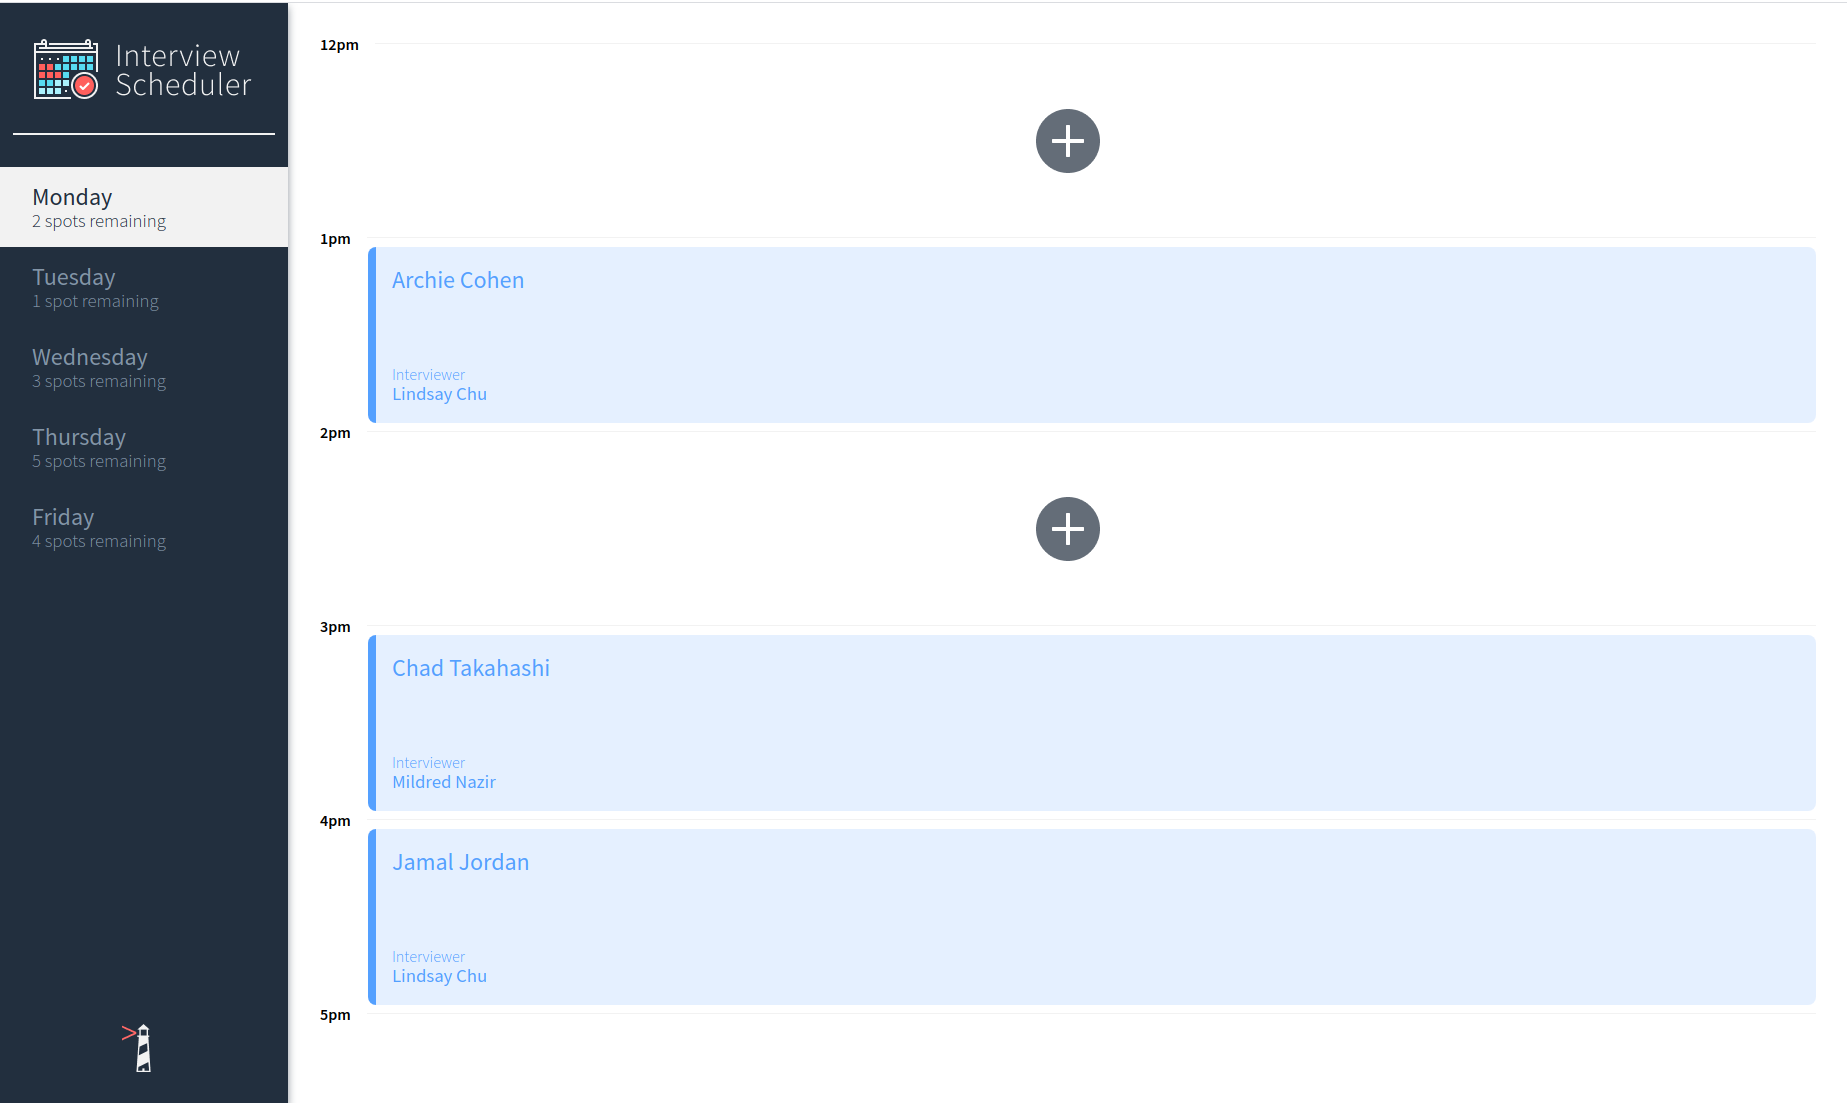 Interview
Scheduler
Monday
2 spots remaining
Tuesday
1 spot remaining
Wednesday
3 spots remaining
Thursday
5 spots remaining
Friday
4 spots remaining
12pm
1pm
Archie Cohen
Interviewer
Lindsay Chu
2pm
3pm
Chad Takahashi
Interviewer
Mildred Nazir
4pm
Jamal Jordan
Interviewer
Lindsay Chu
5pm